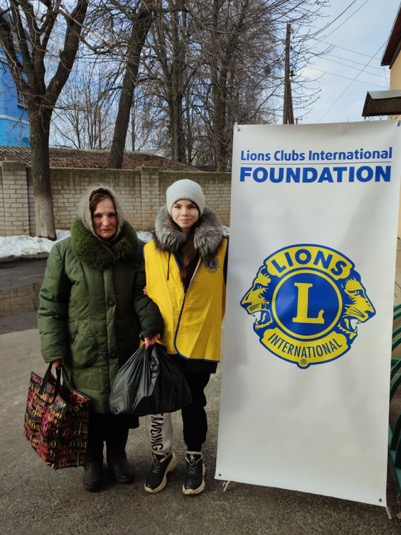 Lions Clubs International
FOUNDATION
LIONS
L
INTERNATIONAL